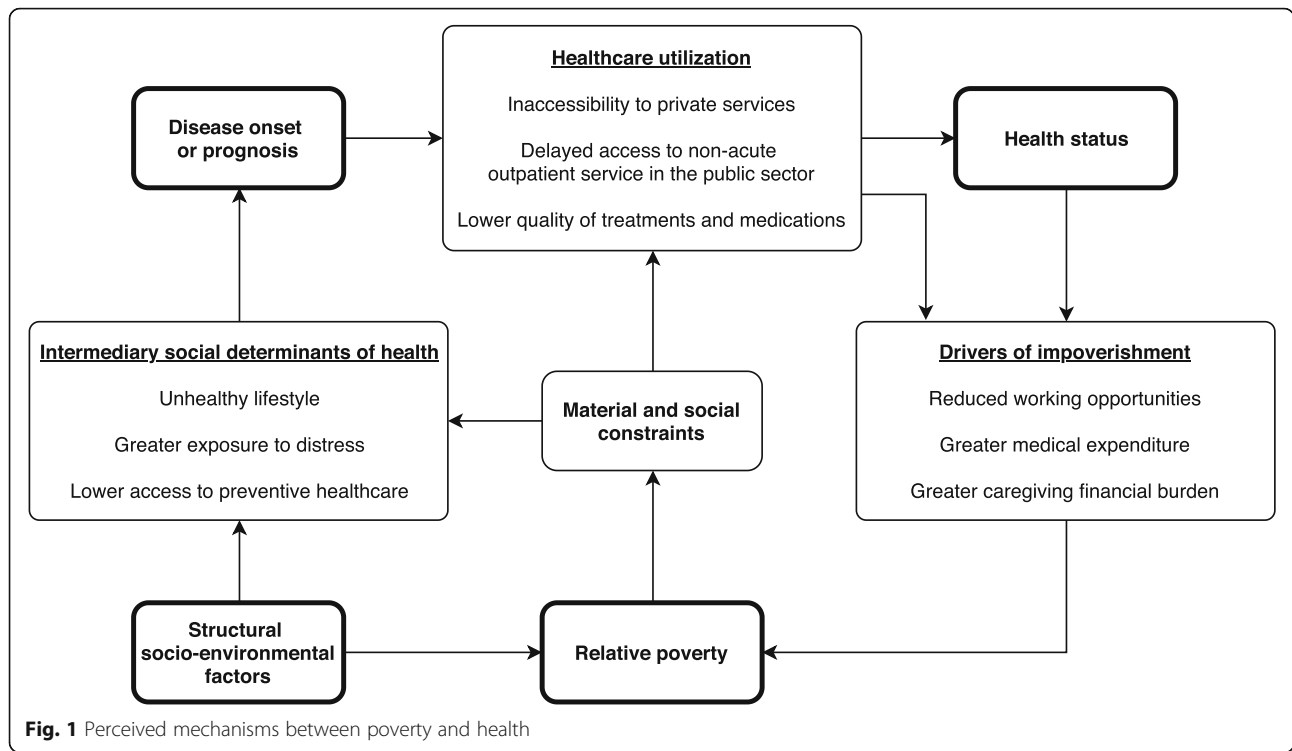 Healthcare utilization
Inaccessibility to private services
Delayed access to non-acute
outpatient service in the public sector
Lower quality of treatments and medications
Disease onset
or prognosis
Health status
Intermediary social determinants of health
Unhealthy lifestyle
Greater exposure to distress
Lower access to preventive healthcare
Material and social
constraints
Drivers of impoverishment
Reduced working opportunities
Greater medical expenditure
Greater caregiving financial burden
Structural
socio-environmental
factors
Relative poverty
Fig. 1 Perceived mechanisms between poverty and health